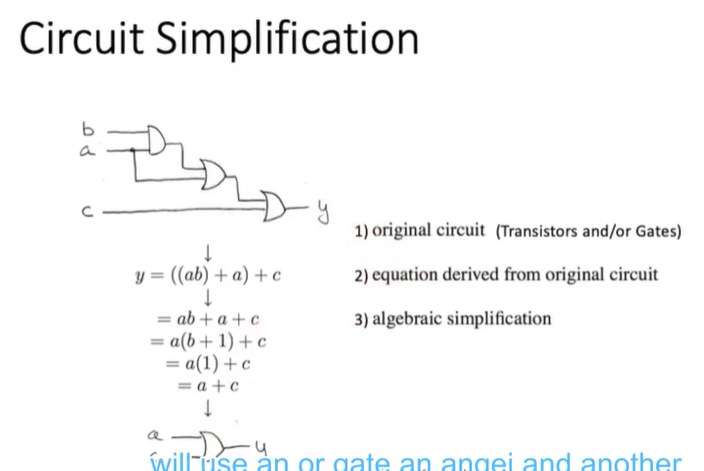 Circuit Simplification
b
a
c
y
1) original circuit (Transistors and/or Gates)
↓
y = ((ab) + a) + c
2) equation derived from original circuit
↓
= ab + a + c
3) algebraic simplification
= a(b + 1) + c
= a(1) + c
= a + c
↓
a
y
will use an or gate an angei and another